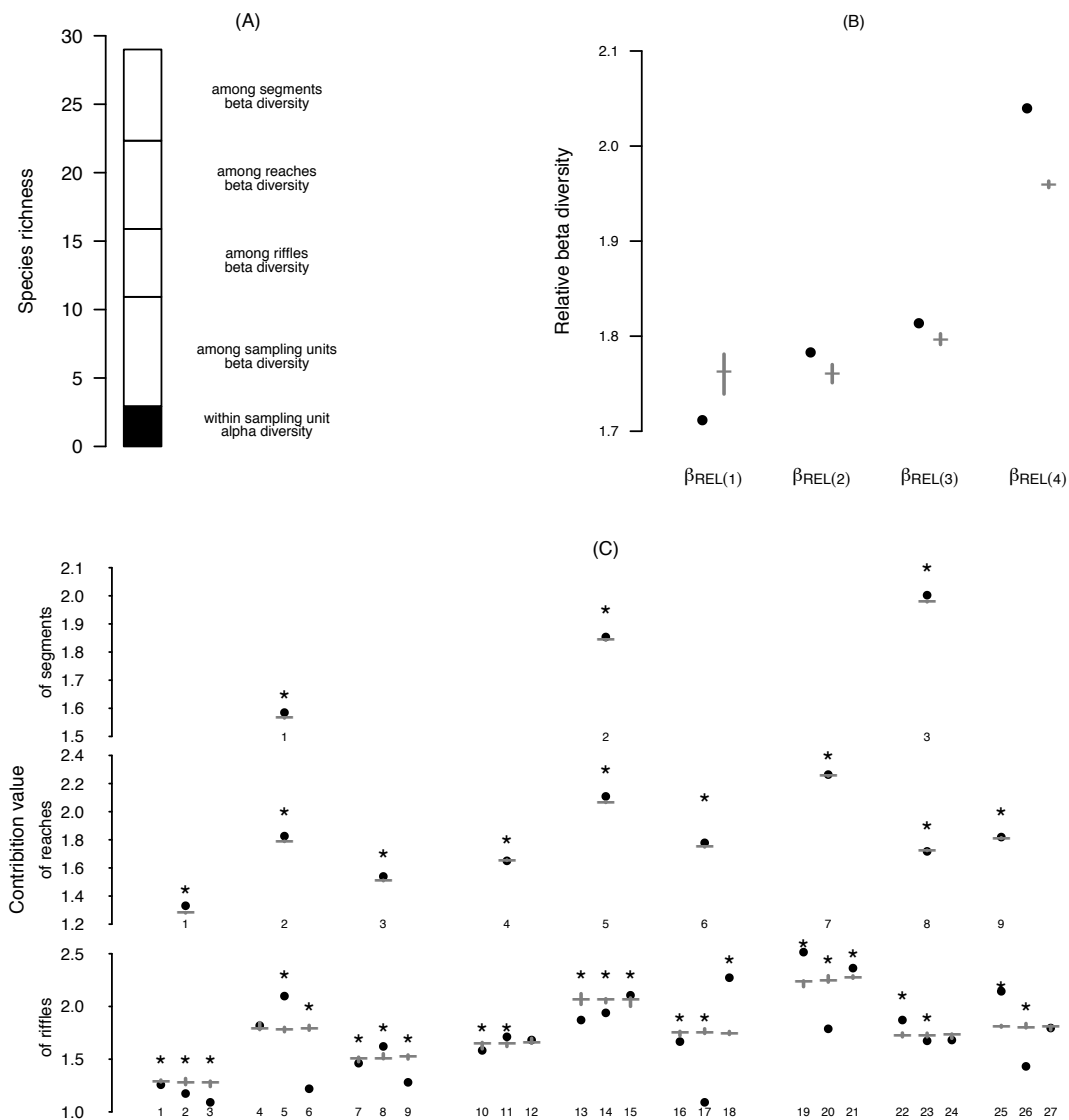 (A)
30
25
20
15
10
5
0
Species richness
among segments
beta diversity
among reaches
beta diversity
among riffles
beta diversity
among sampling units
beta diversity
within sampling unit
alpha diversity
(B)
2.1
2.0
1.9
1.8
1.7
Relative beta diversity
βREL(1) βREL(2) βREL(3) βREL(4)
(C)
Contribition value
of segments
2.1
2.0
1.9
1.8
1.7
1.6
1.5
* * *
1 2 3
of reaches
2.4
2.2
2.0
1.8
1.6
1.4
1.2
* * * * * * * * *
1 2 3 4 5 6 7 8 9
of riffles
2.5
2.0
1.5
1.0
* * * * * * * * * * * * * * * * * * * * * *
1 2 3 4 5 6 7 8 9 10 11 12 13 14 15 16 17 18 19 20 21 22 23 24 25 26 27